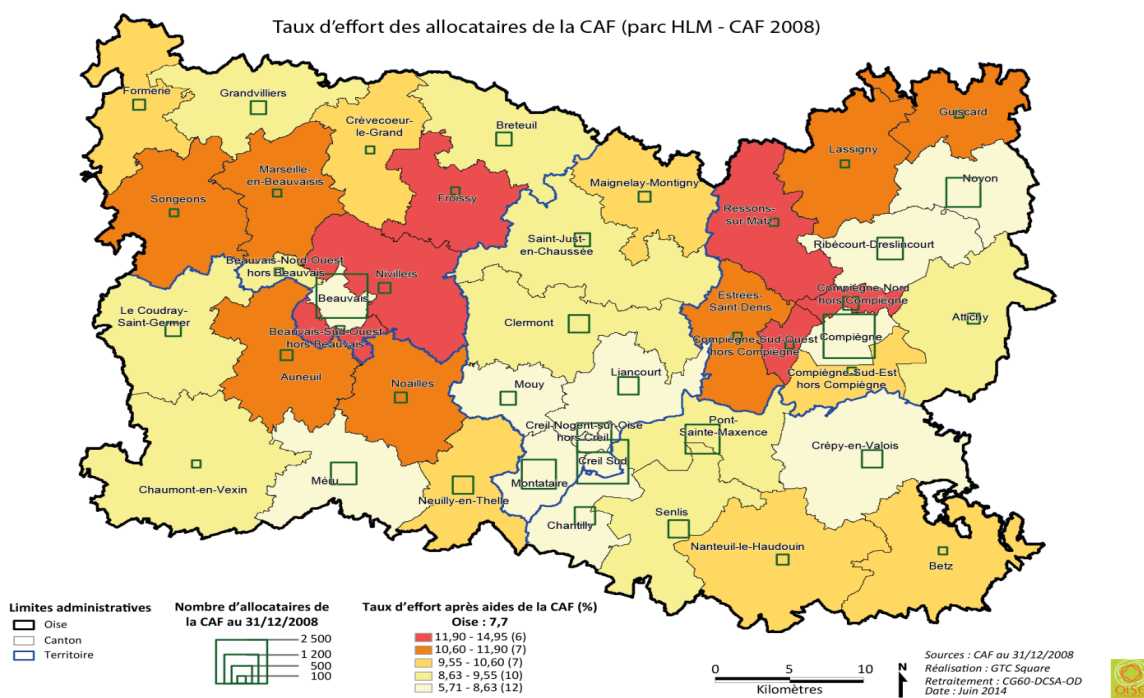 Taux d'effort des allocataires de la CAF (parc HLM - CAF 2008)
Formerie
Grandvilliers
Crévecoeur-
le-Grand
Breteuil
Guiscard
Lassigny
Noyon
Marseille-
en-Beauvaisis
Songeons
Froissy
Maignelay-Montigny
Ressons-
sur-Matz
Saint-Just-
en-Chaussée
Ribécourt-Dreslincourt
Beauvais-Nord-Ouest
hors Beauvais
Nivillers
Beauvais
Compiègne-Nord
hors Compiègne
Estrées-
Saint-Denis
Attichy
Le Coudray-
Saint-Germer
Clermont
Beauvais-Sud-Ouest
hors Beauvais
Compiègne-Sud-Ouest
hors Compiègne
Compiègne
Compiègne-Sud-Est
hors Compiègne
Auneuil
Noailles
Mouy
Liancourt
Pont-
Sainte-Maxence
Creil-Nogent-sur-Oise
hors Creil
Creil Sud
Crépy-en-Valois
Chaumont-en-Vexin
Méru
Neuilly-en-Thelle
Montataire
Chantilly
Senlis
Nanteuil-le-Haudouin
Betz
Limites administratives
Oise
Canton
Territoire
Nombre d'allocataires de
la CAF au 31/12/2008
2 500
1 200
500
100
Taux d'effort après aides de la CAF (%)
Oise : 7,7
11,90 - 14,95 (6)
10,60 - 11,90 (7)
9,55 - 10,60 (7)
8,63 - 9,55 (10)
5,71 - 8,63 (12)
0 5 10
Kilomètres
N
Sources : CAF au 31/12/2008
Réalisation : GTC Square
Retraitement : CG60-DCSA-OD
Date : Juin 2014
OISE